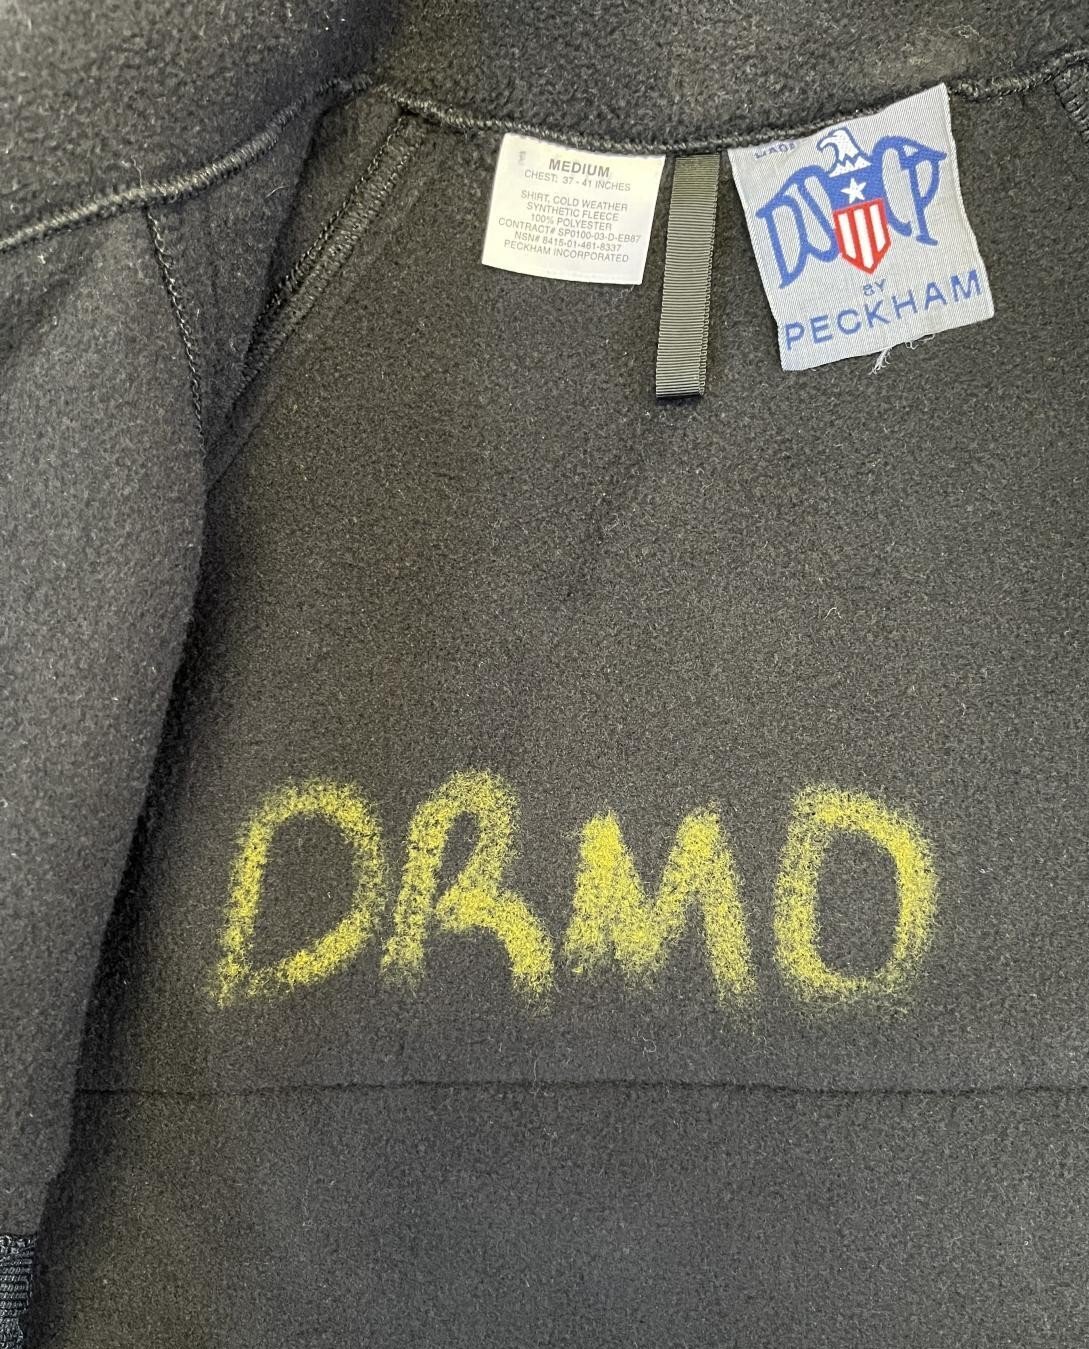 MEDIUM
CHEST: 37 - 41 INCHES
SHIRT, COLD WEATHER
SYNTHETIC FLEECE
100% POLYESTER
CONTRACT# SP0100-03-D-EB87
NSN# 8415-01-461-8337
PECKHAM INCORPORATED
DSCP
BY
PECKHAM
DRMO